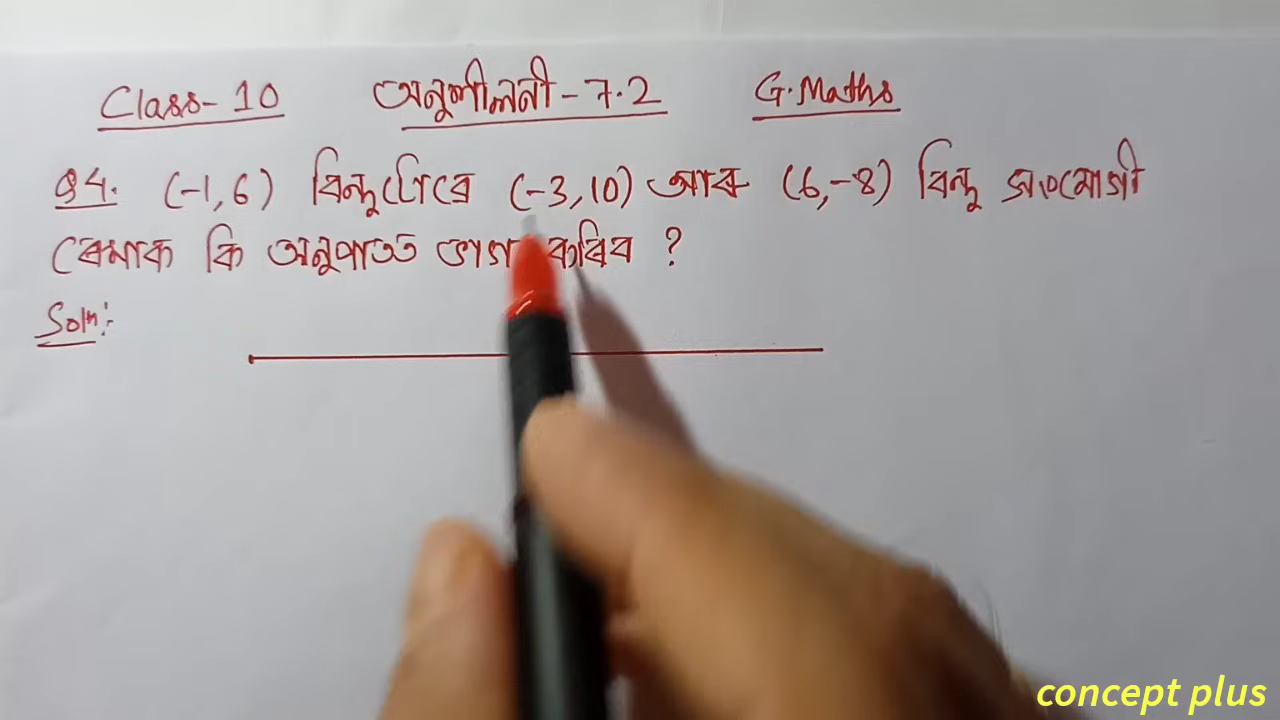 Class-10 অনুশীলনী-7.2 G.Maths
Q4. (-1,6) বিন্দুটোৱে (-3,10) আৰু (6,-8) বিন্দু সংযোগী
ৰেখাক কি অনুপাতত ভাগ কৰিব ?
Soln:-
concept plus